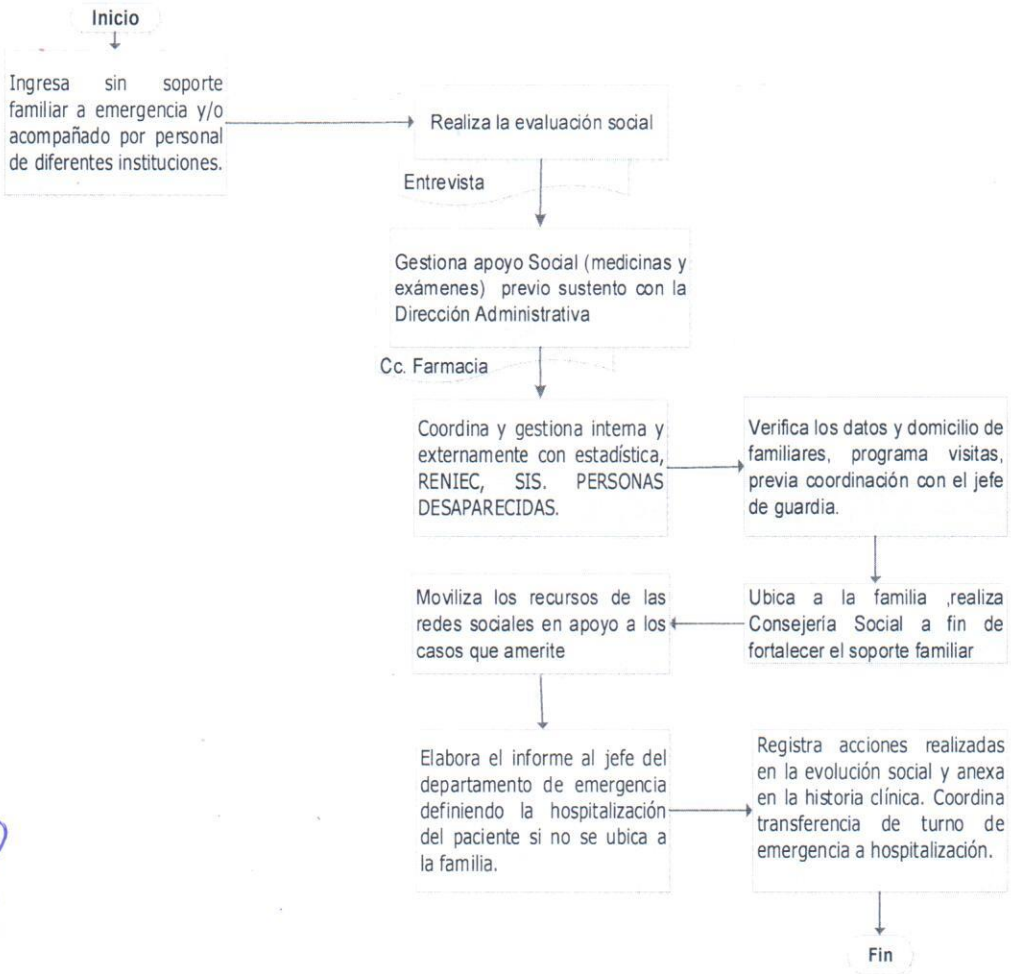 Inicio
Ingresa sin soporte
familiar a emergencia y/o
acompañado por personal
de diferentes instituciones.
Realiza la evaluación social
Entrevista
Gestiona apoyo Social (medicinas y
exámenes) previo sustento con la
Dirección Administrativa
Cc. Farmacia
Coordina y gestiona interna y
externamente con estadística,
RENIEC, SIS. PERSONAS
DESAPARECIDAS.
Verifica los datos y domicilio de
familiares, programa visitas,
previa coordinación con el jefe
de guardia.
Ubica a la familia ,realiza
Consejería Social a fin de
fortalecer el soporte familiar
Moviliza los recursos de las
redes sociales en apoyo a los
casos que amerite
Elabora el informe al jefe del
departamento de emergencia
definiendo la hospitalización
del paciente si no se ubica a
la familia.
Registra acciones realizadas
en la evolución social y anexa
en la historia clínica. Coordina
transferencia de turno de
emergencia a hospitalización.
Fin